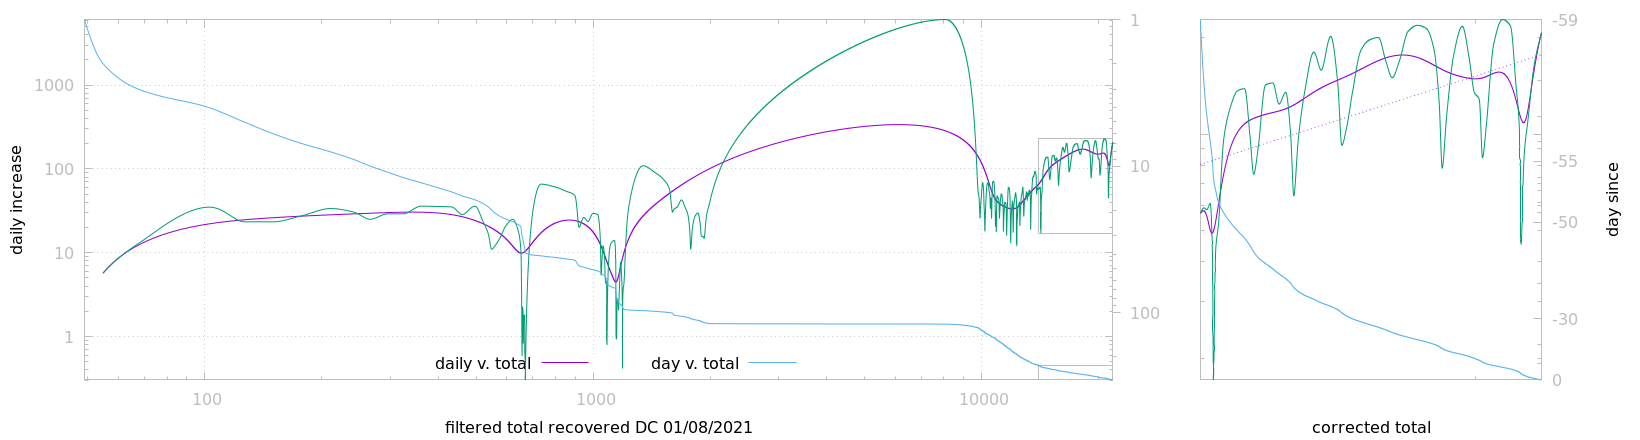 daily increase
1000
100
10
1
100
1000
10000
filtered total recovered DC 01/08/2021
daily v. total
day v. total
1
10
100
-59
-55
-50
-30
0
day since
corrected total